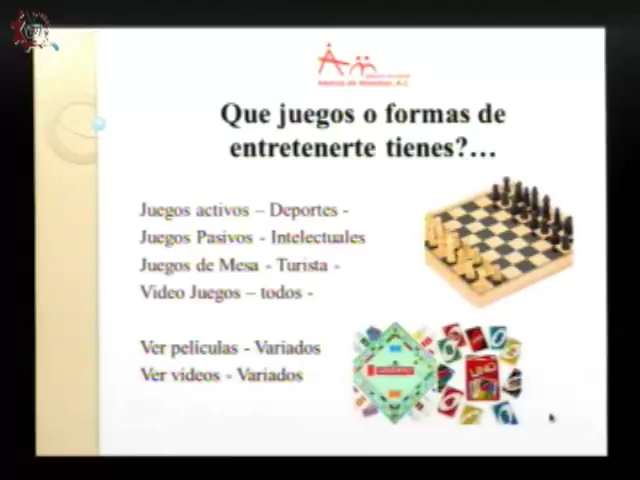 Que juegos o formas de
entretenerte tienes?...
Juegos activos – Deportes -
Juegos Pasivos - Intelectuales
Juegos de Mesa - Turista -
Video Juegos – todos -
Ver películas - Variados
Ver videos - Variados
UNO